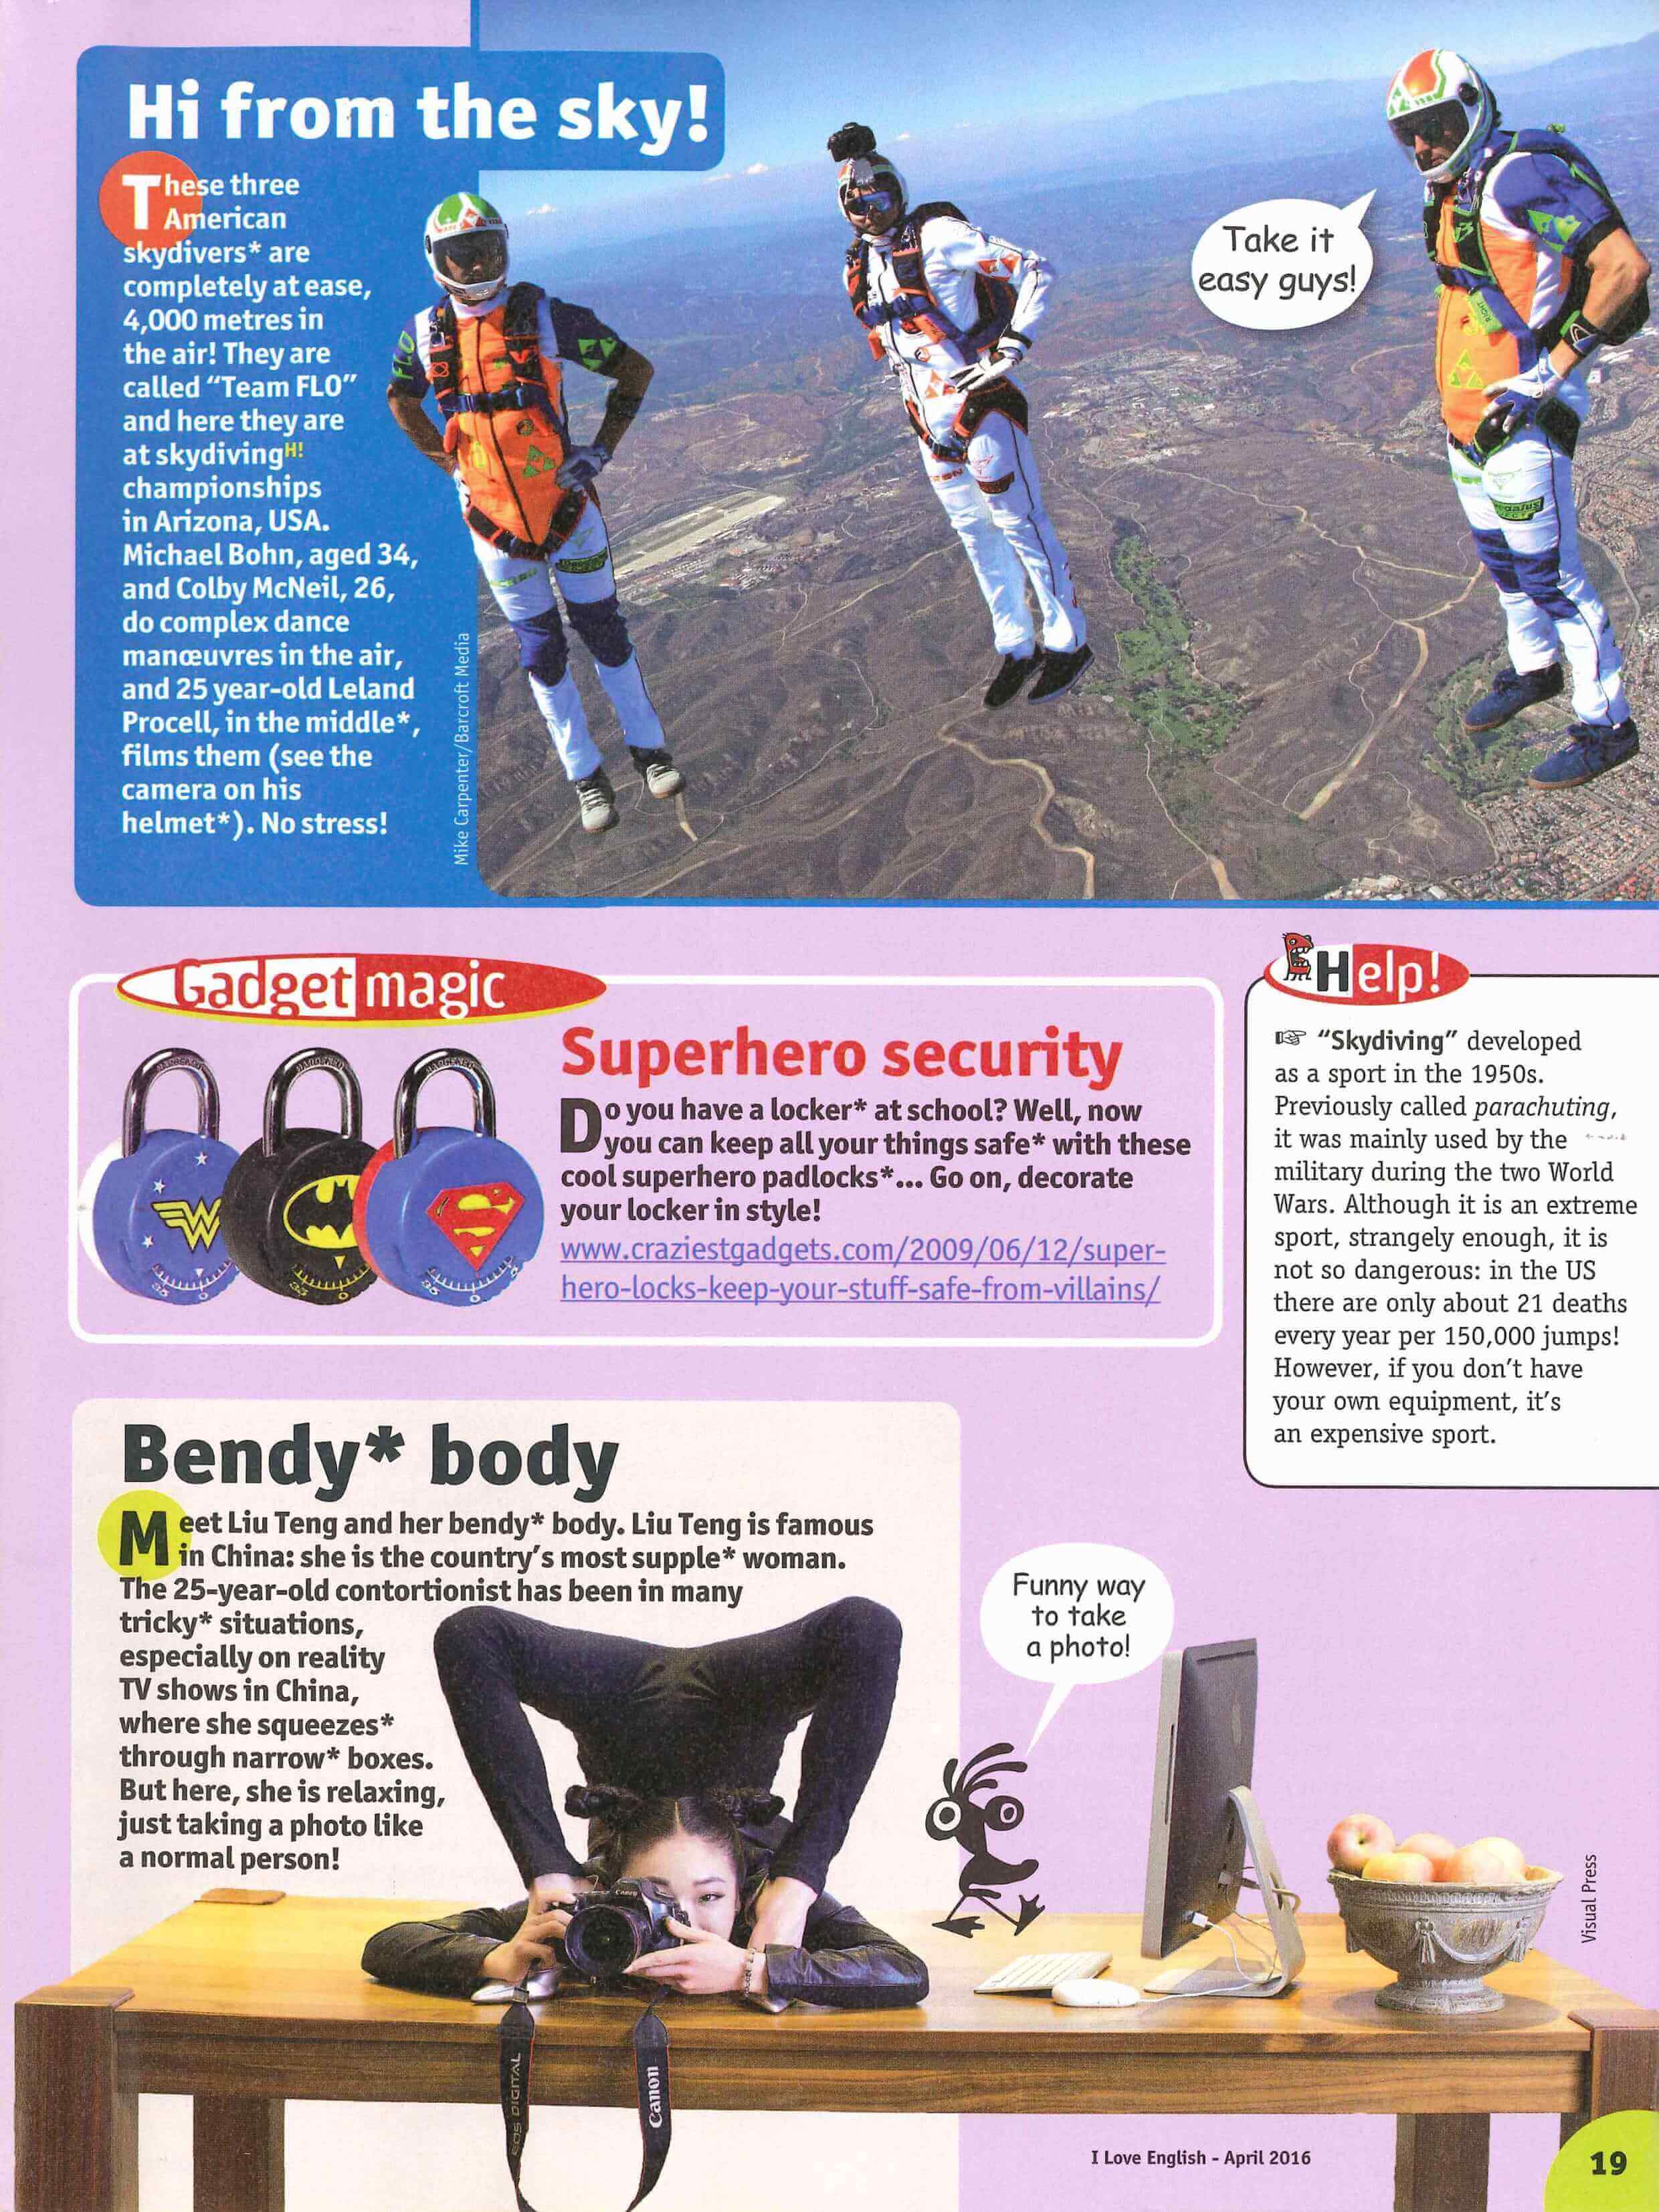 Hi from the sky!
These three
American
skydivers* are
completely at ease,
4,000 metres in
the air! They are
called “Team FLO”
and here they are
at skydivingH!
championships
in Arizona, USA.
Michael Bohn, aged 34,
and Colby McNeil, 26,
do complex dance
manœuvres in the air,
and 25 year-old Leland
Procell, in the middle*,
films them (see the
camera on his
helmet*). No stress!
Mike Carpenter/Barcroft Media
FLO
Take it
easy guys!
Gadget magic
Superhero security
Do you have a locker* at school? Well, now
you can keep all your things safe* with these
cool superhero padlocks*... Go on, decorate
your locker in style!
www.craziestgadgets.com/2009/06/12/super-
hero-locks-keep-your-stuff-safe-from-villains/
Help!
☞ “Skydiving” developed
as a sport in the 1950s.
Previously called parachuting,
it was mainly used by the
military during the two World
Wars. Although it is an extreme
sport, strangely enough, it is
not so dangerous: in the US
there are only about 21 deaths
every year per 150,000 jumps!
However, if you don’t have
your own equipment, it’s
an expensive sport.
Bendy* body
Meet Liu Teng and her bendy* body. Liu Teng is famous
in China: she is the country’s most supple* woman.
The 25-year-old contortionist has been in many
tricky* situations,
especially on reality
TV shows in China,
where she squeezes*
through narrow* boxes.
But here, she is relaxing,
just taking a photo like
a normal person!
Funny way
to take
a photo!
Canon
EOS DIGITAL
Canon
Visual Press
I Love English - April 2016
19